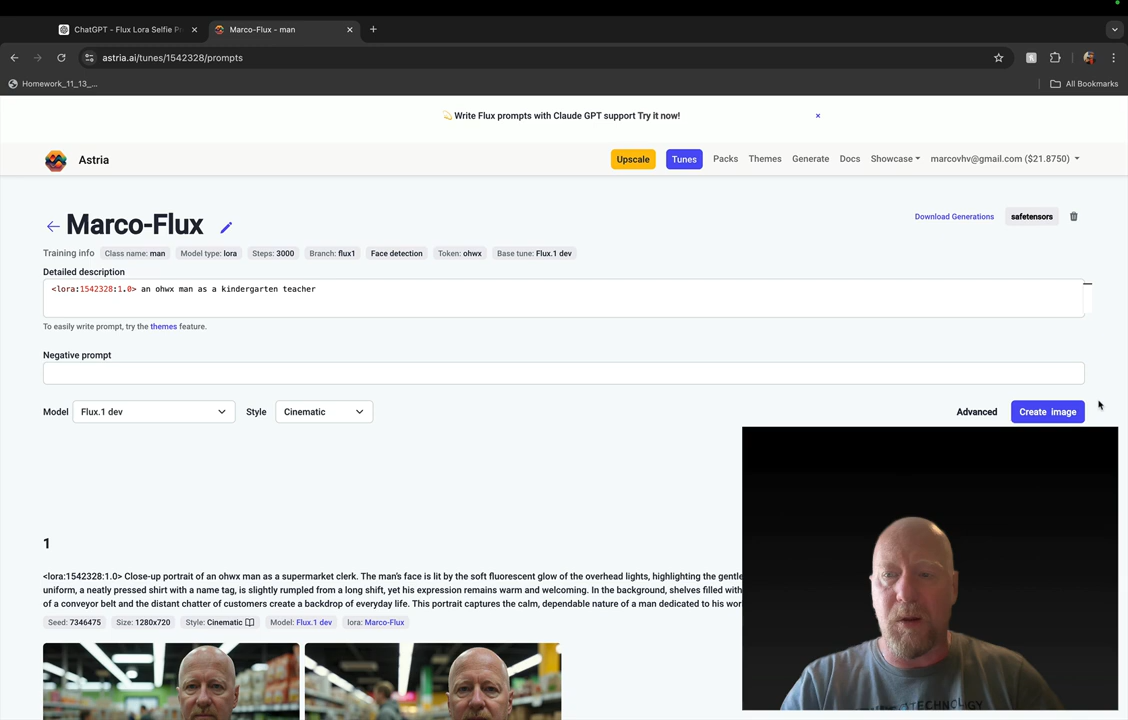 ChatGPT - Flux Lora Selfie P
Marco-Flux - man
astria.ai/tunes/1542328/prompts
Homework_11_13_...
All Bookmarks
💫 Write Flux prompts with Claude GPT support Try it now!
Astria
Upscale
Tunes
Packs
Themes
Generate
Docs
Showcase
marcovhv@gmail.com ($21.8750)
Marco-Flux
Download Generations
safetensors
Training info Class name: man Model type: lora Steps: 3000 Branch: flux1 Face detection Token: ohwx Base tune: Flux.1 dev
Detailed description
<lora:1542328:1.0> an ohwx man as a kindergarten teacher
To easily write prompt, try the themes feature.
Negative prompt
Model Flux.1 dev Style Cinematic Advanced Create image
1
<lora:1542328:1.0> Close-up portrait of an ohwx man as a supermarket clerk. The man's face is lit by the soft fluorescent glow of the overhead lights, highlighting the gentle
uniform, a neatly pressed shirt with a name tag, is slightly rumpled from a long shift, yet his expression remains warm and welcoming. In the background, shelves filled with
of a conveyor belt and the distant chatter of customers create a backdrop of everyday life. This portrait captures the calm, dependable nature of a man dedicated to his wor
Seed: 7346475 Size: 1280x720 Style: Cinematic Model: Flux.1 dev lora: Marco-Flux